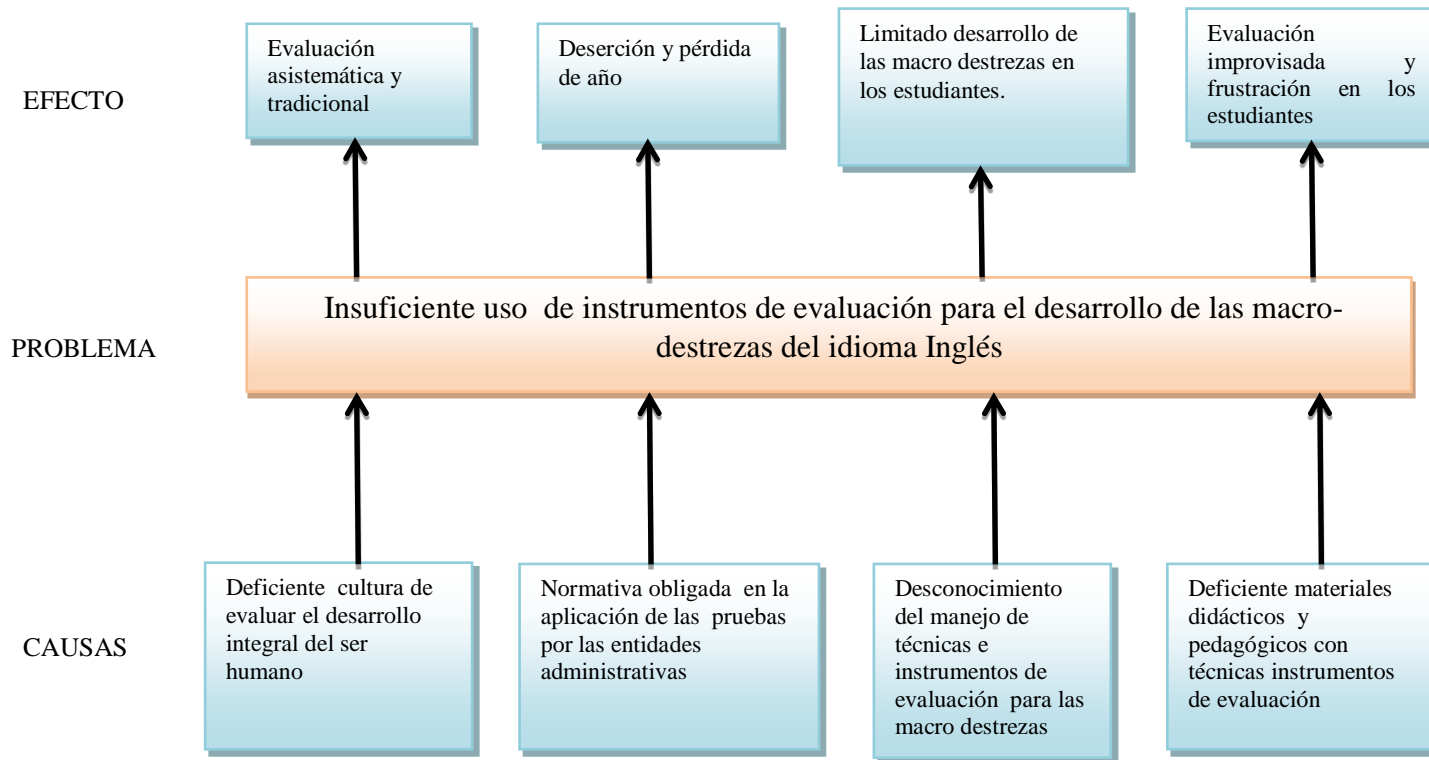 EFECTO
Evaluación
asistemática y
tradicional
Deserción y pérdida
de año
Limitado desarrollo de
las macro destrezas en
los estudiantes.
Evaluación
improvisada y
frustración en los
estudiantes
PROBLEMA
Insuficiente uso de instrumentos de evaluación para el desarrollo de las macro-
destrezas del idioma Inglés
CAUSAS
Deficiente cultura de
evaluar el desarrollo
integral del ser
humano
Normativa obligada en la
aplicación de las pruebas
por las entidades
administrativas
Desconocimiento
del manejo de
técnicas e
instrumentos de
evaluación para las
macro destrezas
Deficiente materiales
didácticos y
pedagógicos con
técnicas instrumentos
de evaluación